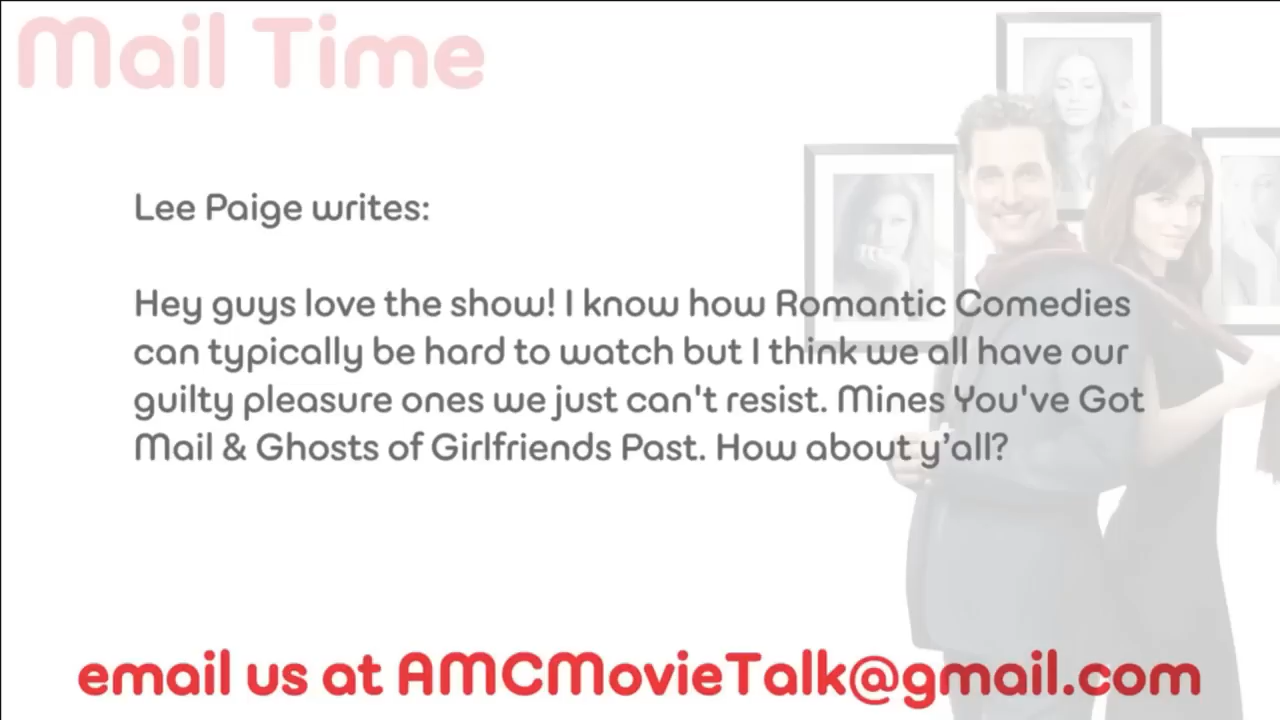 Mail Time
Lee Paige writes:
Hey guys love the show! I know how Romantic Comedies
can typically be hard to watch but I think we all have our
guilty pleasure ones we just can't resist. Mines You've Got
Mail & Ghosts of Girlfriends Past. How about y’all?
email us at AMCMovieTalk@gmail.com